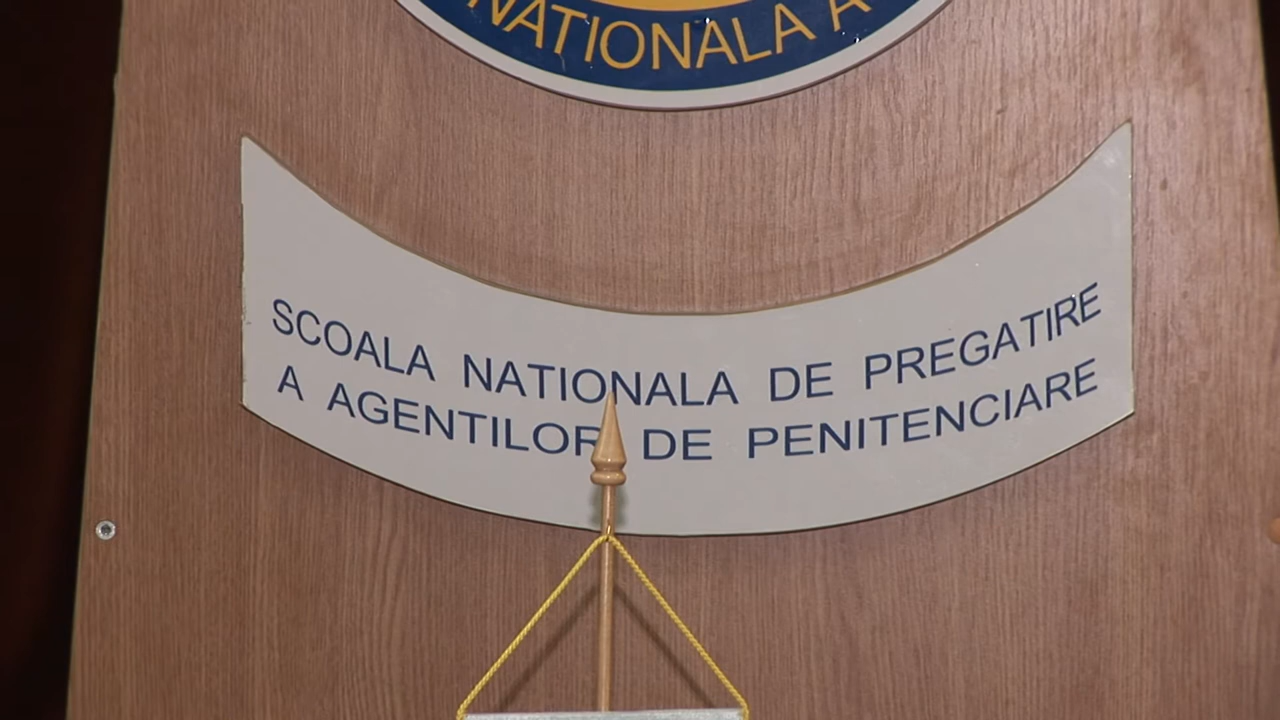 NATIONALA A
SCOALA NATIONALA DE PREGATIRE
A AGENTILOR DE PENITENCIARE